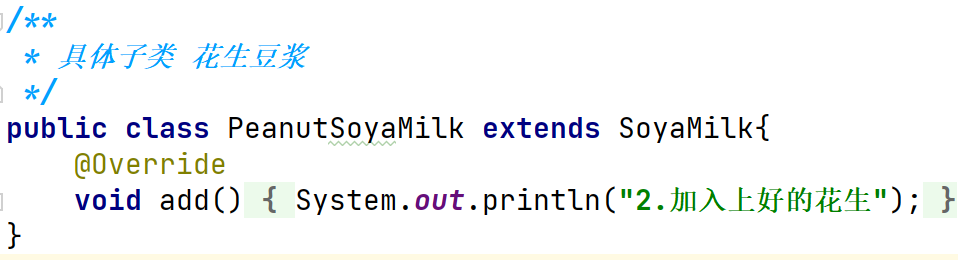 /**
 * 具体子类 花生豆浆
 */
public class PeanutSoyaMilk extends SoyaMilk{
    @Override
    void add() { System.out.println("2.加入上好的花生"); }
}